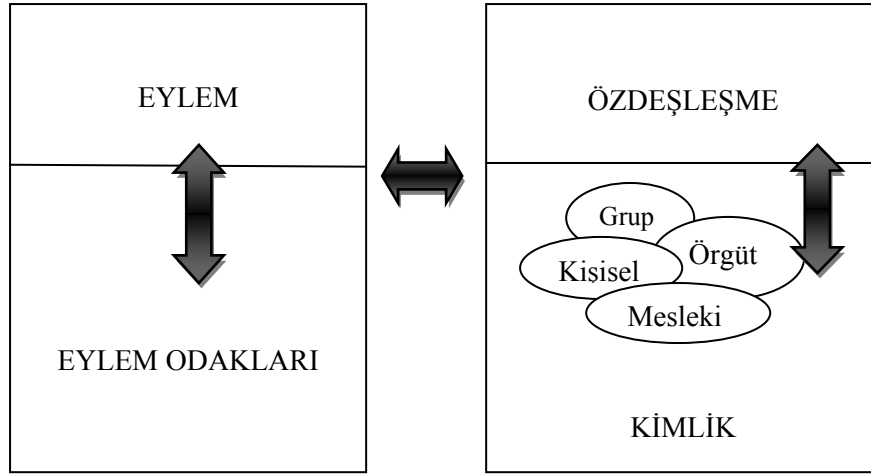 EYLEM
EYLEM ODAKLARI
ÖZDEŞLEŞME
Grup
Örgüt
Kişisel
Mesleki
KİMLİK